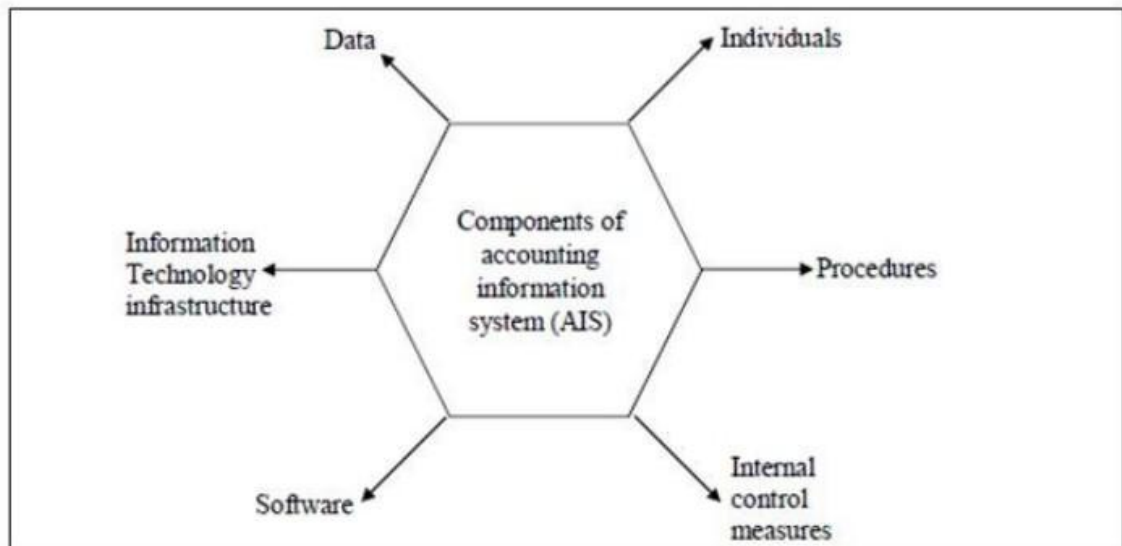 Data
Individuals
Components of
accounting
information
system (AIS)
Information
Technology
infrastructure
Procedures
Software
Internal
control
measures